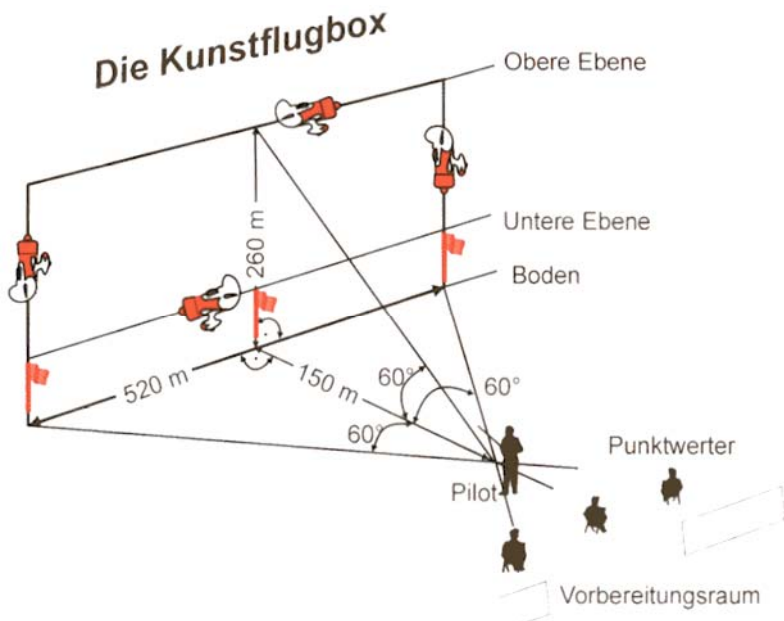 Die Kunstflugbox
Obere Ebene
Untere Ebene
260 m
Boden
520 m
150 m
60°
60°
60°
Punktwerter
Pilot
Vorbereitungsraum